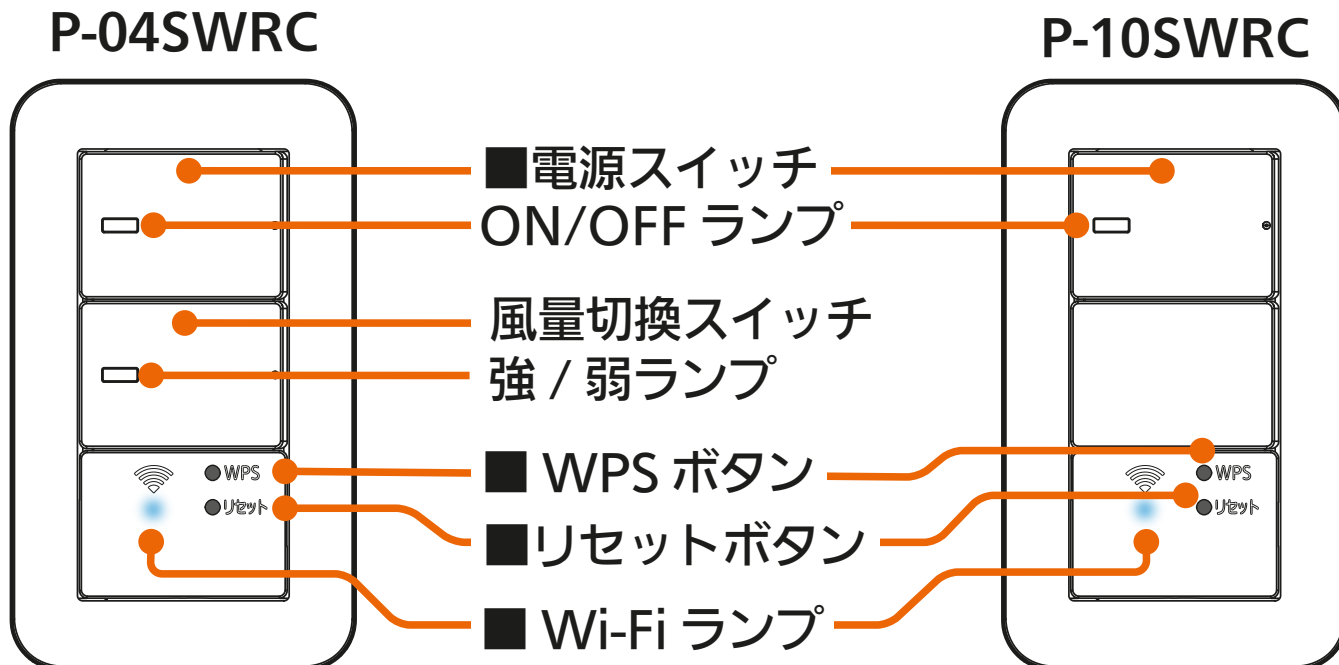 P-04SWRC
P-10SWRC
■電源スイッチ
ON/OFF ランプ
風量切換スイッチ
強 / 弱ランプ
■ WPS ボタン
■リセットボタン
■ Wi-Fi ランプ
WPS
リセット
WPS
リセット